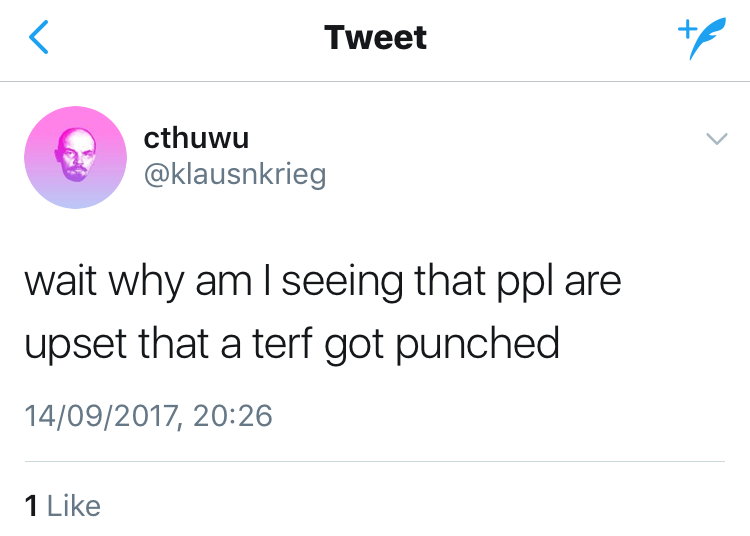 Tweet
cthuwu
@klausnkrieg
wait why am I seeing that ppl are
upset that a terf got punched
14/09/2017, 20:26
1 Like